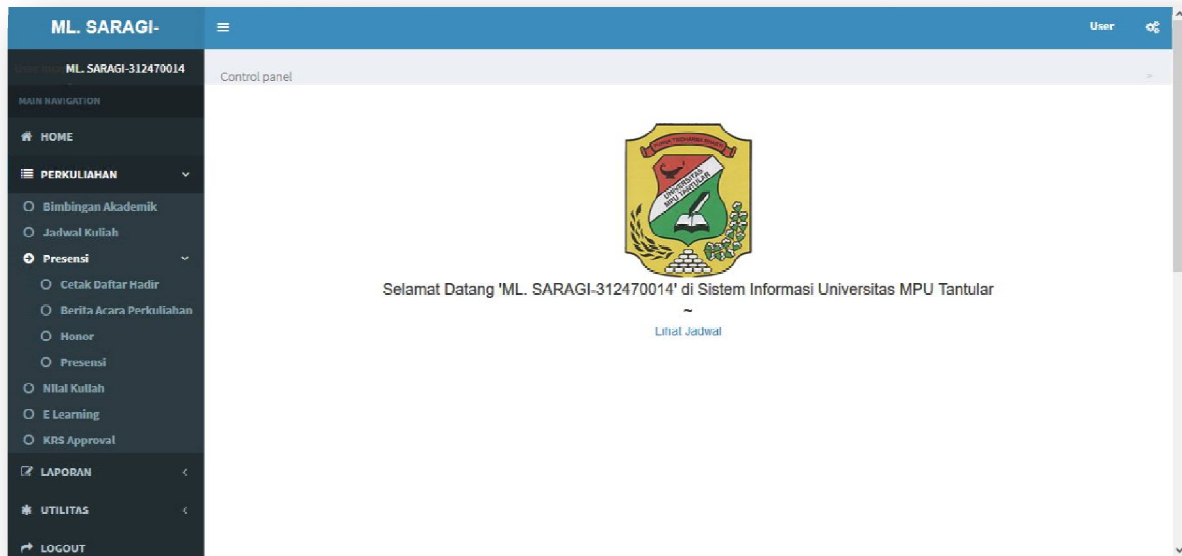 ML. SARAGI-
User
ML. SARAGI-312470014
Control panel
MAIN NAVIGATION
HOME
PERKULIAHAN
Bimbingan Akademik
Jadwal Kuliah
Presensi
Cetak Daftar Hadir
Berita Acara Perkuliahan
Honor
Presensi
Nilai Kuliah
E Learning
KRS Approval
LAPORAN
UTILITAS
LOGOUT
UNIVERSITAS
MPU TANTULAR
Selamat Datang 'ML. SARAGI-312470014' di Sistem Informasi Universitas MPU Tantular
~
Lihat Jadwal